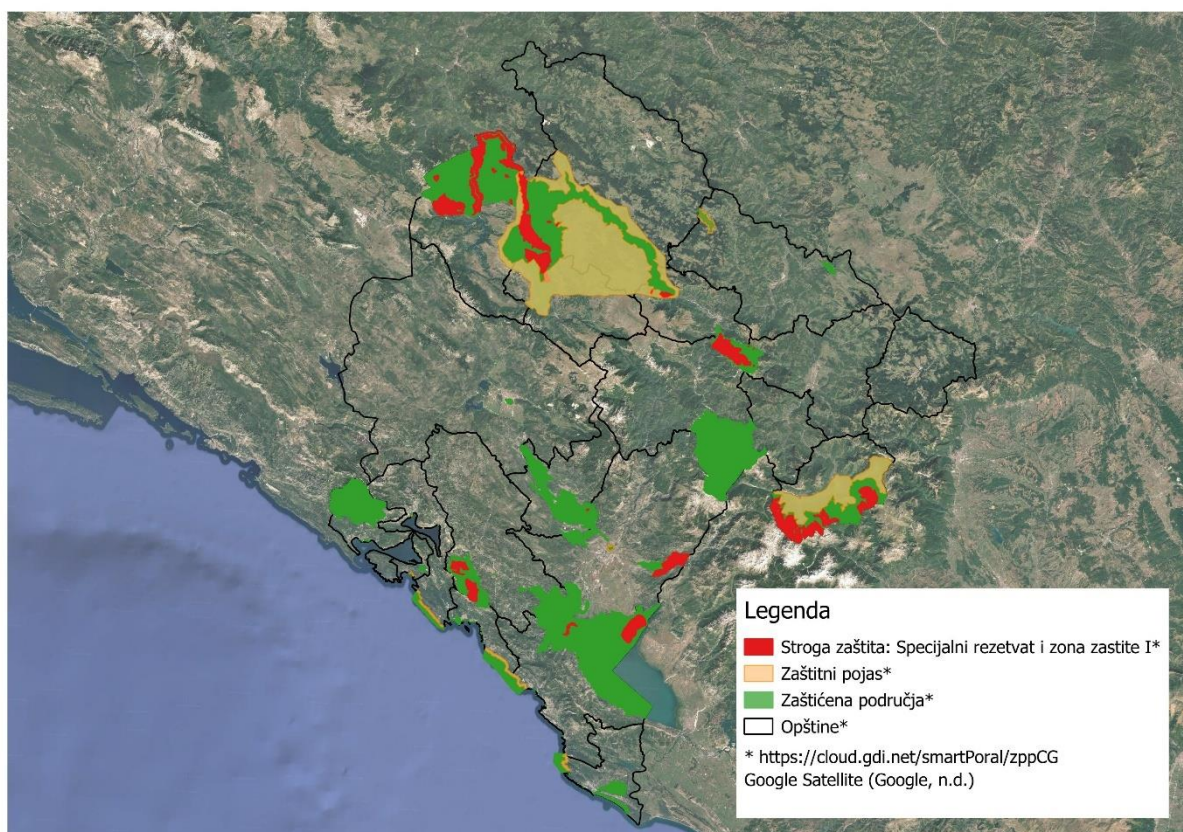 Legenda
Stroga zaštita: Specijalni rezetvat i zona zastite I*
Zaštitni pojas*
Zaštićena područja*
Opštine*
* https://cloud.gdi.net/smartPoral/zppCG
Google Satellite (Google, n.d.)